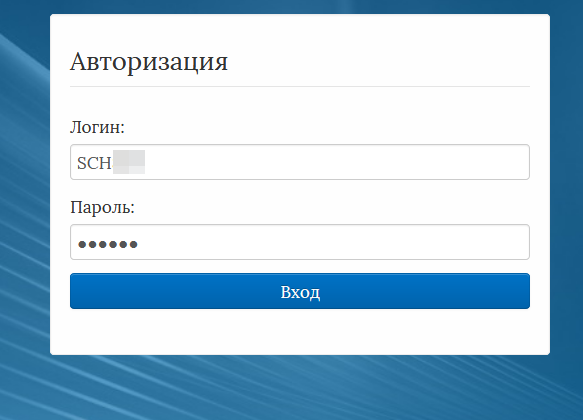 Авторизация
Логин:
SCH
Пароль:
••••••
Вход